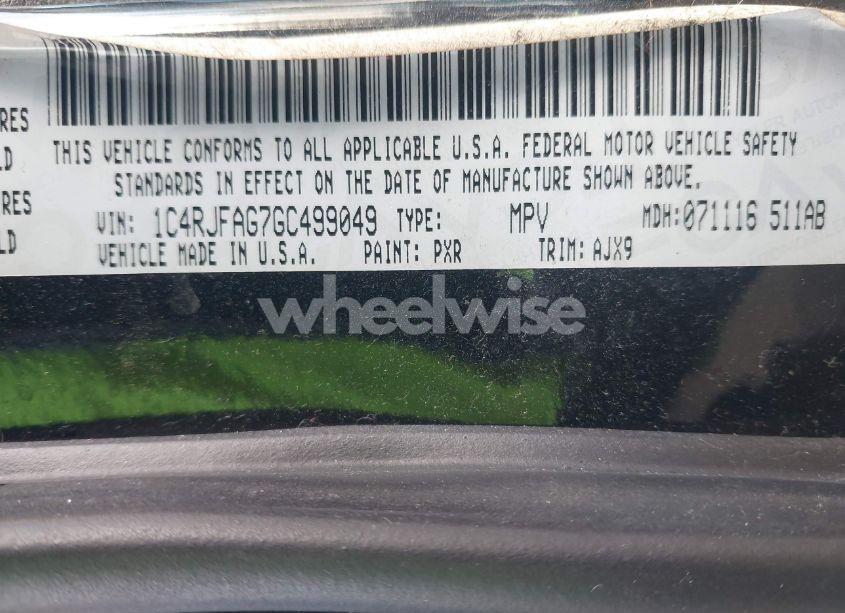 RES
LD
RES
LD
THIS VEHICLE CONFORMS TO ALL APPLICABLE U.S.A. FEDERAL MOTOR VEHICLE SAFETY
STANDARDS IN EFFECT ON THE DATE OF MANUFACTURE SHOWN ABOVE.
VIN: 1C4RJFAG7GC499049 TYPE: MPV MDH: 071116 511AB
VEHICLE MADE IN U.S.A. PAINT: PXR TRIM: AJX9
wheelwise